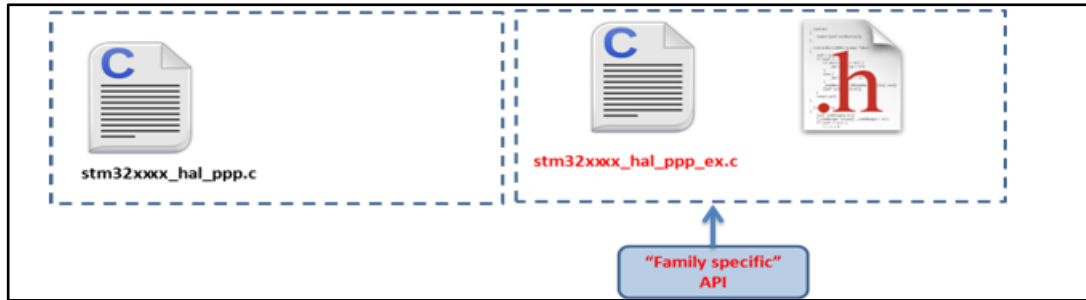 C
C
.h
stm32xxxx_hal_ppp.c
stm32xxxx_hal_ppp_ex.c
“Family specific”
API